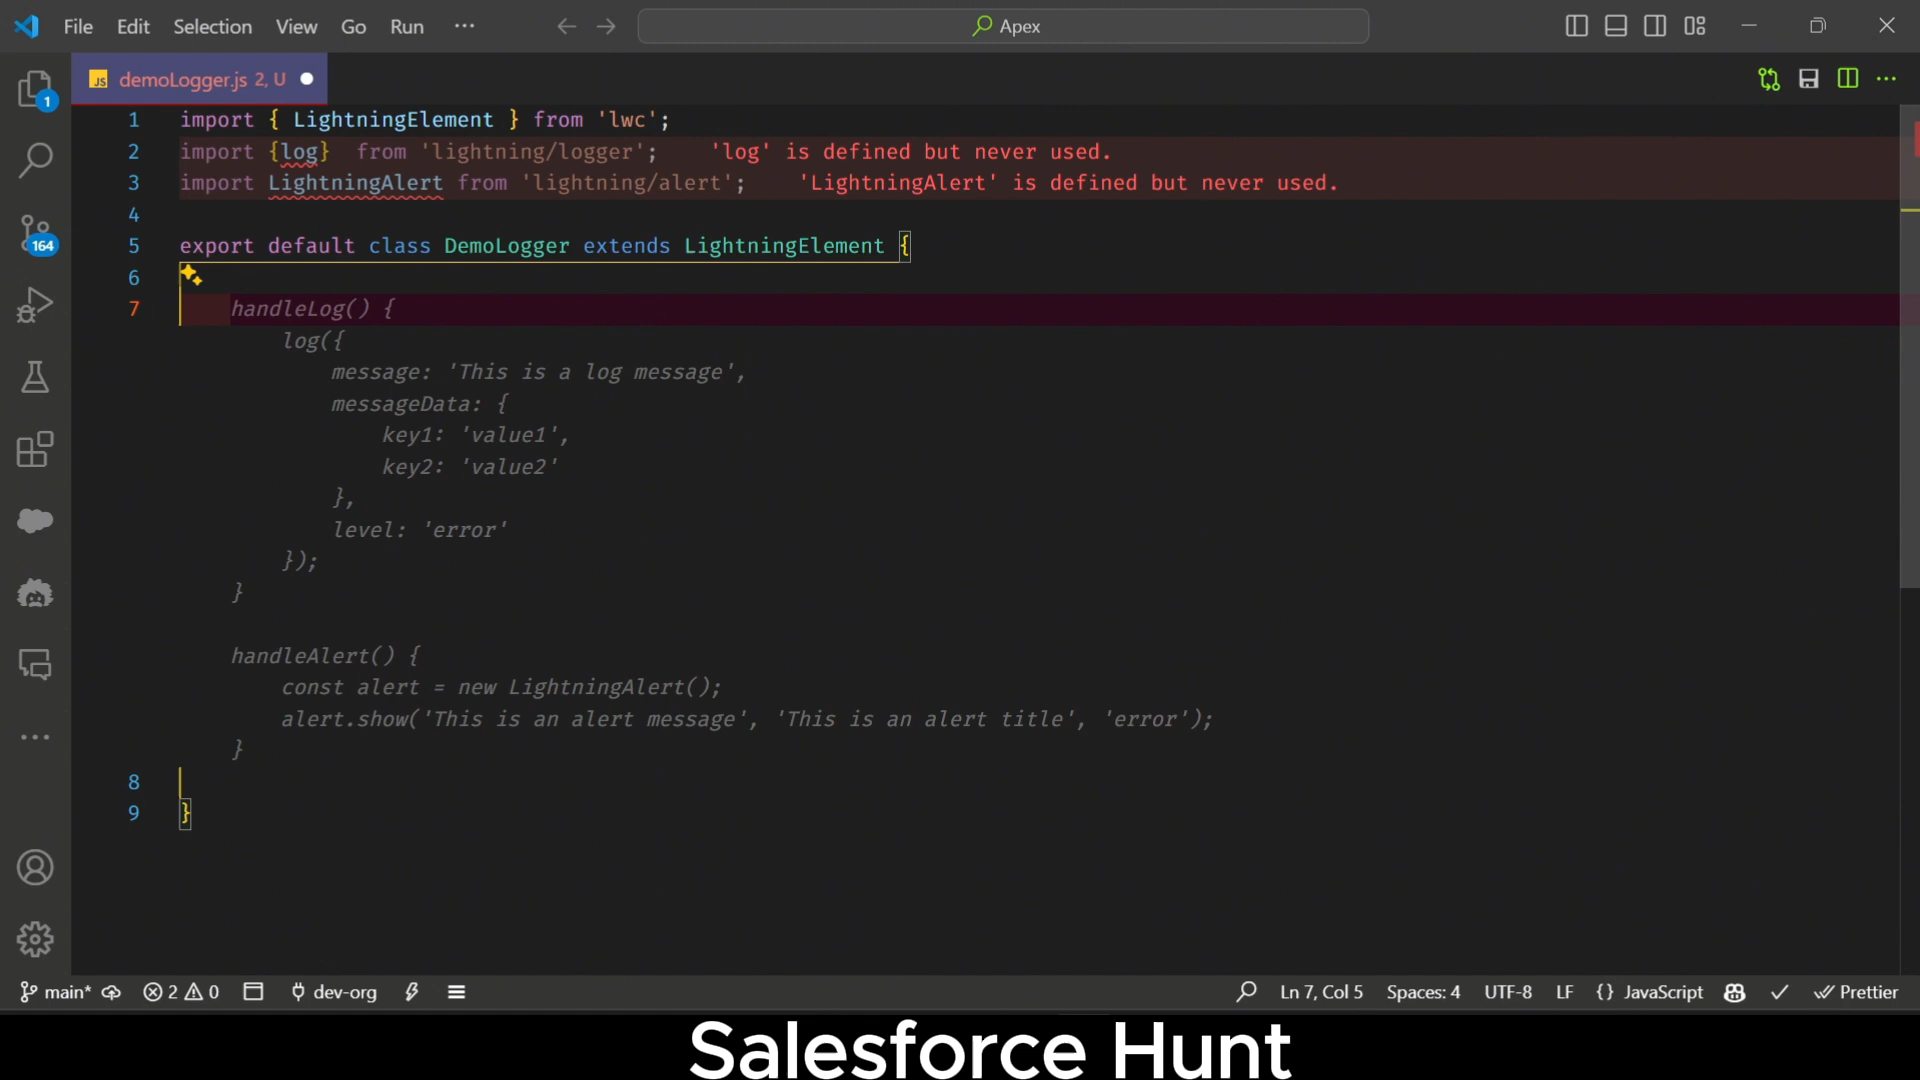 File Edit Selection View Go Run ··· Apex
1
JS demoLogger.js 2, U
1 import { LightningElement } from 'lwc';
2 import {log}  from 'lightning/logger'; 'log' is defined but never used.
3 import LightningAlert from 'lightning/alert'; 'LightningAlert' is defined but never used.
4
5 export default class DemoLogger extends LightningElement {
164
6
7 handleLog() {
log({
message: 'This is a log message',
messageData: {
key1: 'value1',
key2: 'value2'
},
level: 'error'
});
}
handleAlert() {
const alert = new LightningAlert();
alert.show('This is an alert message', 'This is an alert title', 'error');
}
8
9 }
main* 2 0 dev-org Ln 7, Col 5 Spaces: 4 UTF-8 LF {} JavaScript Prettier
Salesforce Hunt